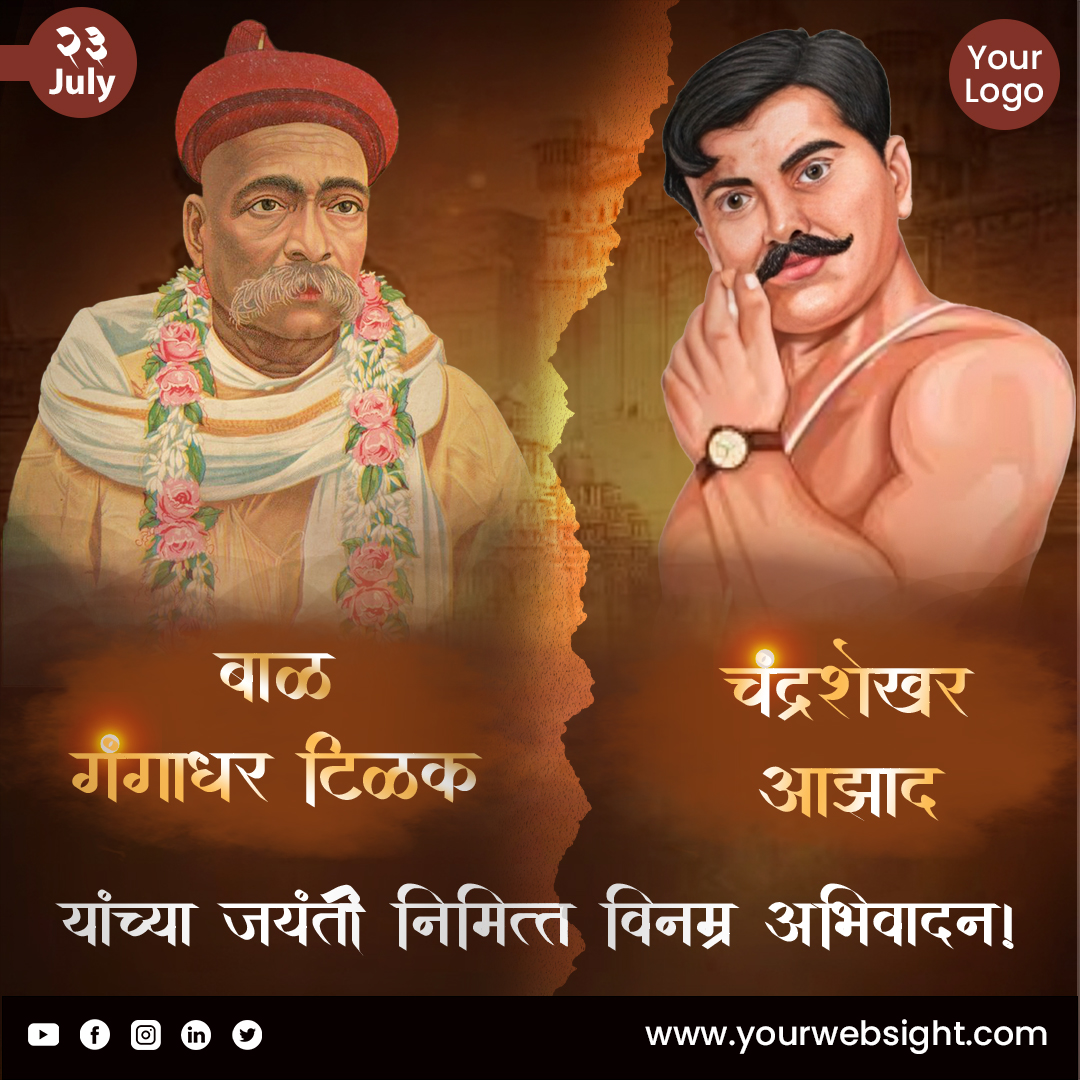 २३
July
Your
Logo
बाळ
गंगाधर टिळक
चंद्रशेखर
आझाद
यांच्या जयंती निमित्त विनम्र अभिवादन!
www.yourwebsight.com